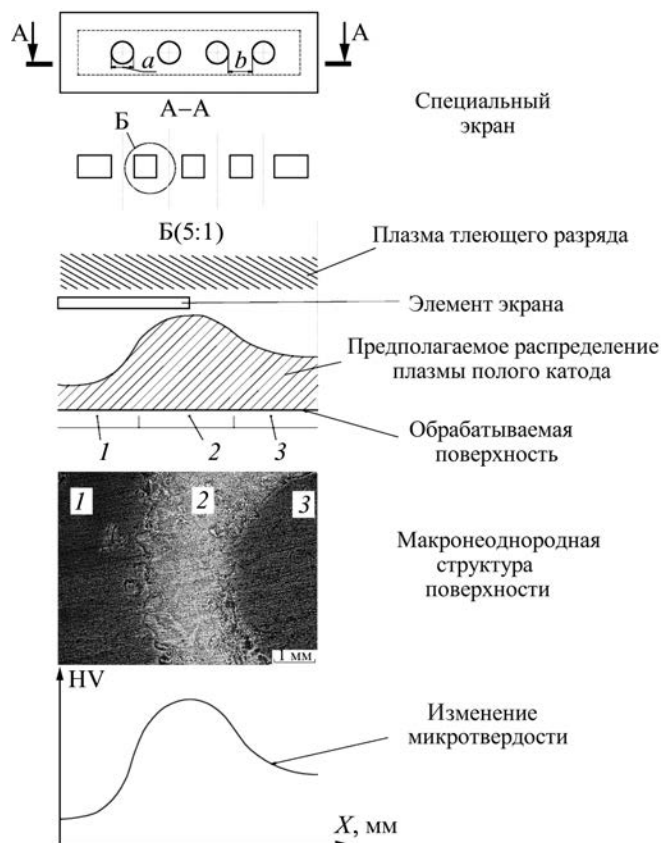 А
А
a
b
А–А
Б
Специальный
экран
Б(5:1)
Плазма тлеющего разряда
Элемент экрана
Предполагаемое распределение
плазмы полого катода
Обрабатываемая
поверхность
1
2
3
1
2
3
Макронеоднородная
структура
поверхности
1 мм
HV
Изменение
микротвердости
X, мм